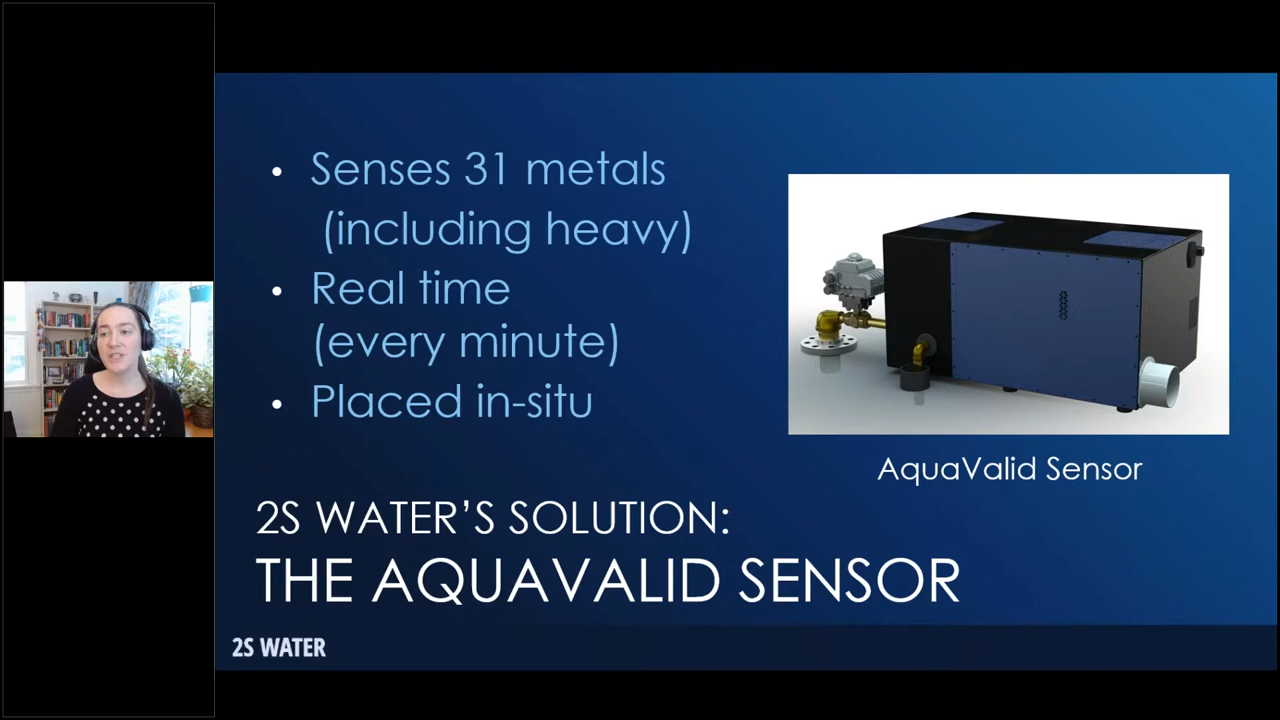 Senses 31 metals
(including heavy)
Real time
(every minute)
Placed in-situ
AquaValid Sensor
2S WATER’S SOLUTION:
THE AQUAVALID SENSOR
2S WATER